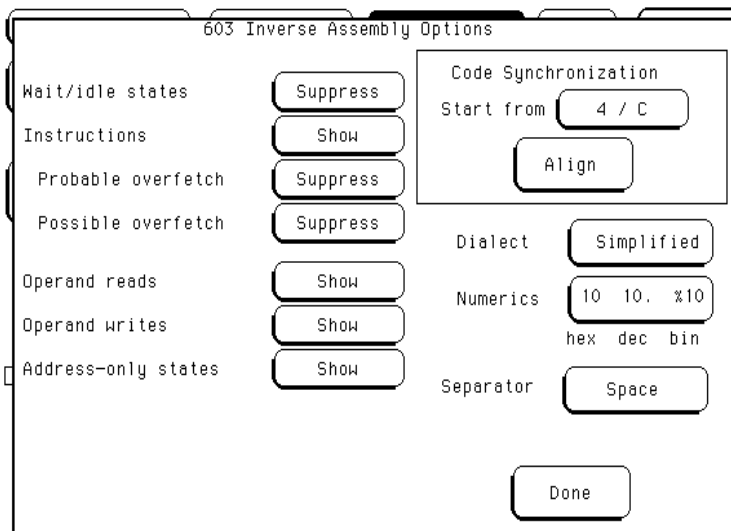 603 Inverse Assembly Options
Wait/idle states Suppress
Instructions Show
Probable overfetch Suppress
Possible overfetch Suppress
Operand reads Show
Operand writes Show
Address-only states Show
Code Synchronization
Start from 4 / C
Align
Dialect Simplified
Numerics 10 10. %10
hex dec bin
Separator Space
Done